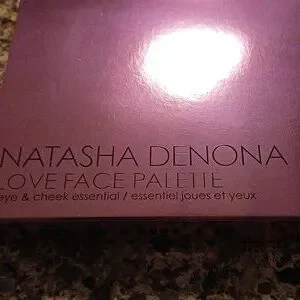 NATASHA DENONA
LOVE FACE PALETTE
eye & cheek essential / essentiel joues et yeux